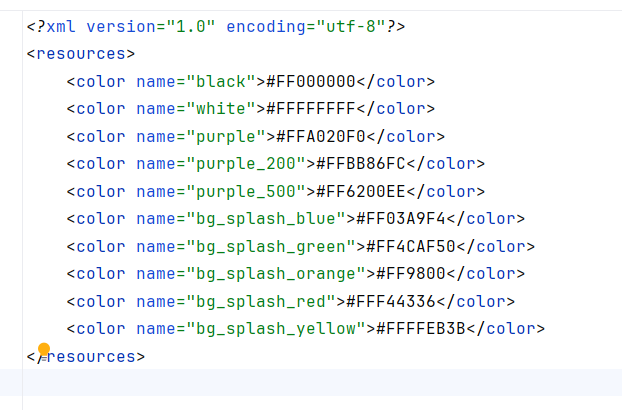 <?xml version="1.0" encoding="utf-8"?>
<resources>
    <color name="black">#FF000000</color>
    <color name="white">#FFFFFFFF</color>
    <color name="purple">#FFA020F0</color>
    <color name="purple_200">#FFBB86FC</color>
    <color name="purple_500">#FF6200EE</color>
    <color name="bg_splash_blue">#FF03A9F4</color>
    <color name="bg_splash_green">#FF4CAF50</color>
    <color name="bg_splash_orange">#FF9800</color>
    <color name="bg_splash_red">#FFF44336</color>
    <color name="bg_splash_yellow">#FFFFEB3B</color>
</resources>